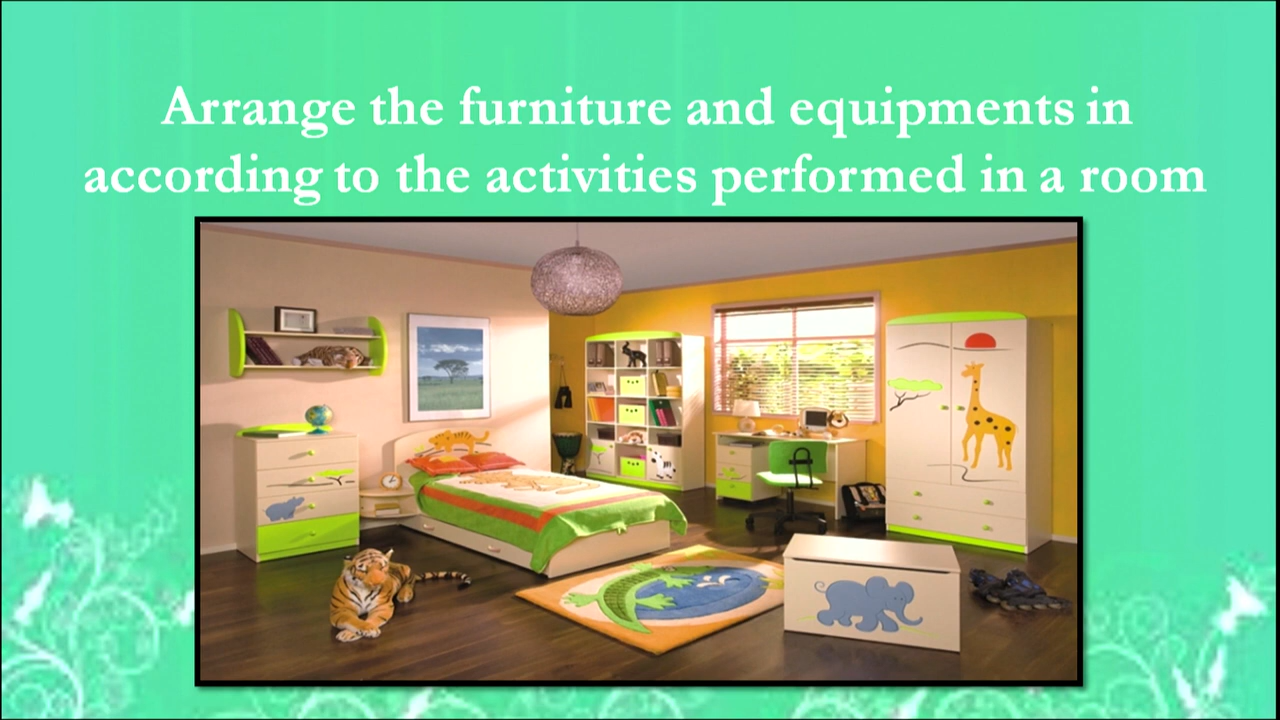 Arrange the furniture and equipments in
according to the activities performed in a room